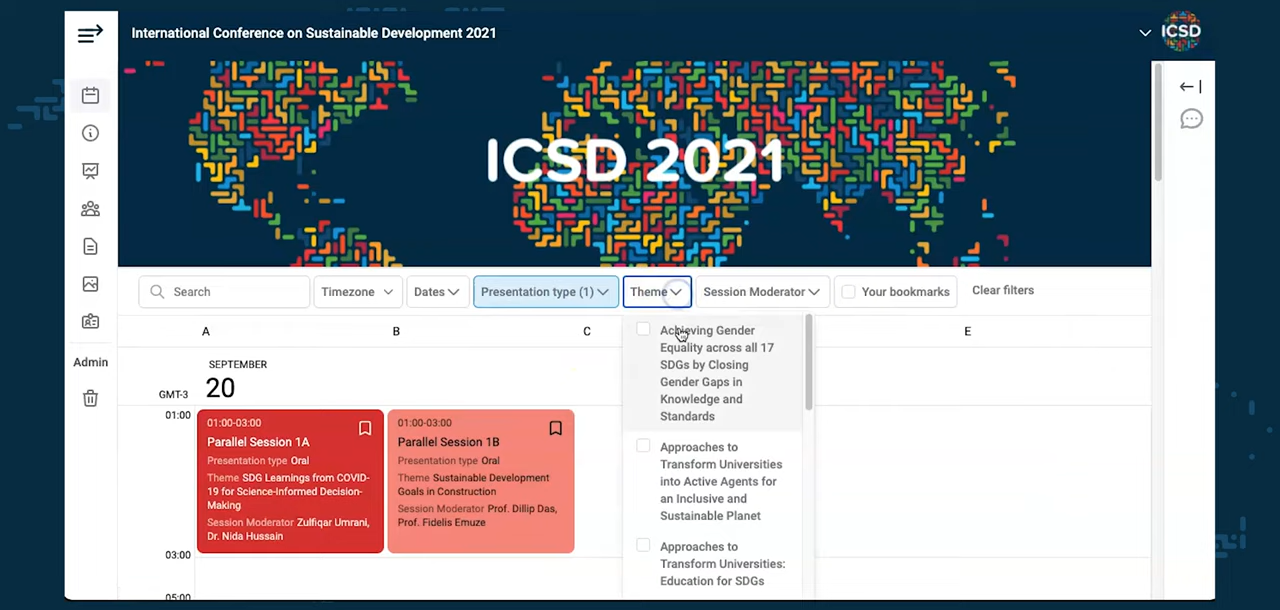 International Conference on Sustainable Development 2021
ICSD
ICSD 2021
Search
Timezone
Dates
Presentation type (1)
Theme
Session Moderator
Your bookmarks
Clear filters
A
B
C
E
Achieving Gender
Equality across all 17
SDGs by Closing
Gender Gaps in
Knowledge and
Standards
Approaches to
Transform Universities
into Active Agents for
an Inclusive and
Sustainable Planet
Approaches to
Transform Universities:
Education for SDGs
SEPTEMBER
20
GMT-3
01:00
01:00-03:00
Parallel Session 1A
Presentation type Oral
Theme SDG Learnings from COVID-
19 for Science-Informed Decision-
Making
Session Moderator Zulfiqar Umrani,
Dr. Nida Hussain
01:00-03:00
Parallel Session 1B
Presentation type Oral
Theme Sustainable Development
Goals in Construction
Session Moderator Prof. Dillip Das,
Prof. Fidelis Emuze
03:00
05:00
Admin